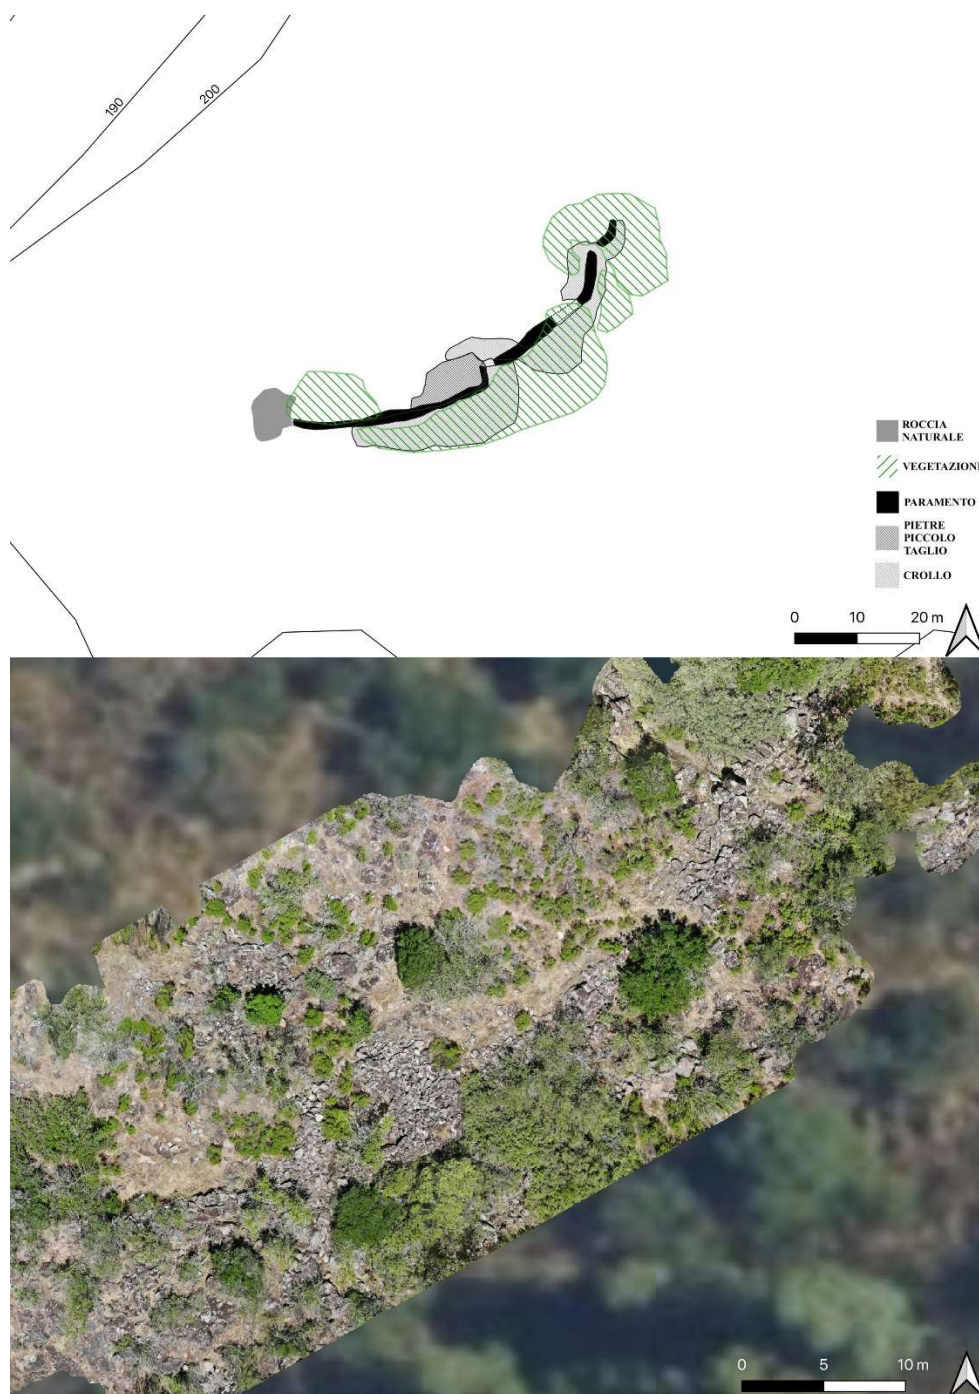 190
200
ROCCIA
NATURALE
VEGETAZIONE
PARAMENTO
PIETRE
PICCOLO
TAGLIO
CROLLO
0 10 20 m
0 5 10 m